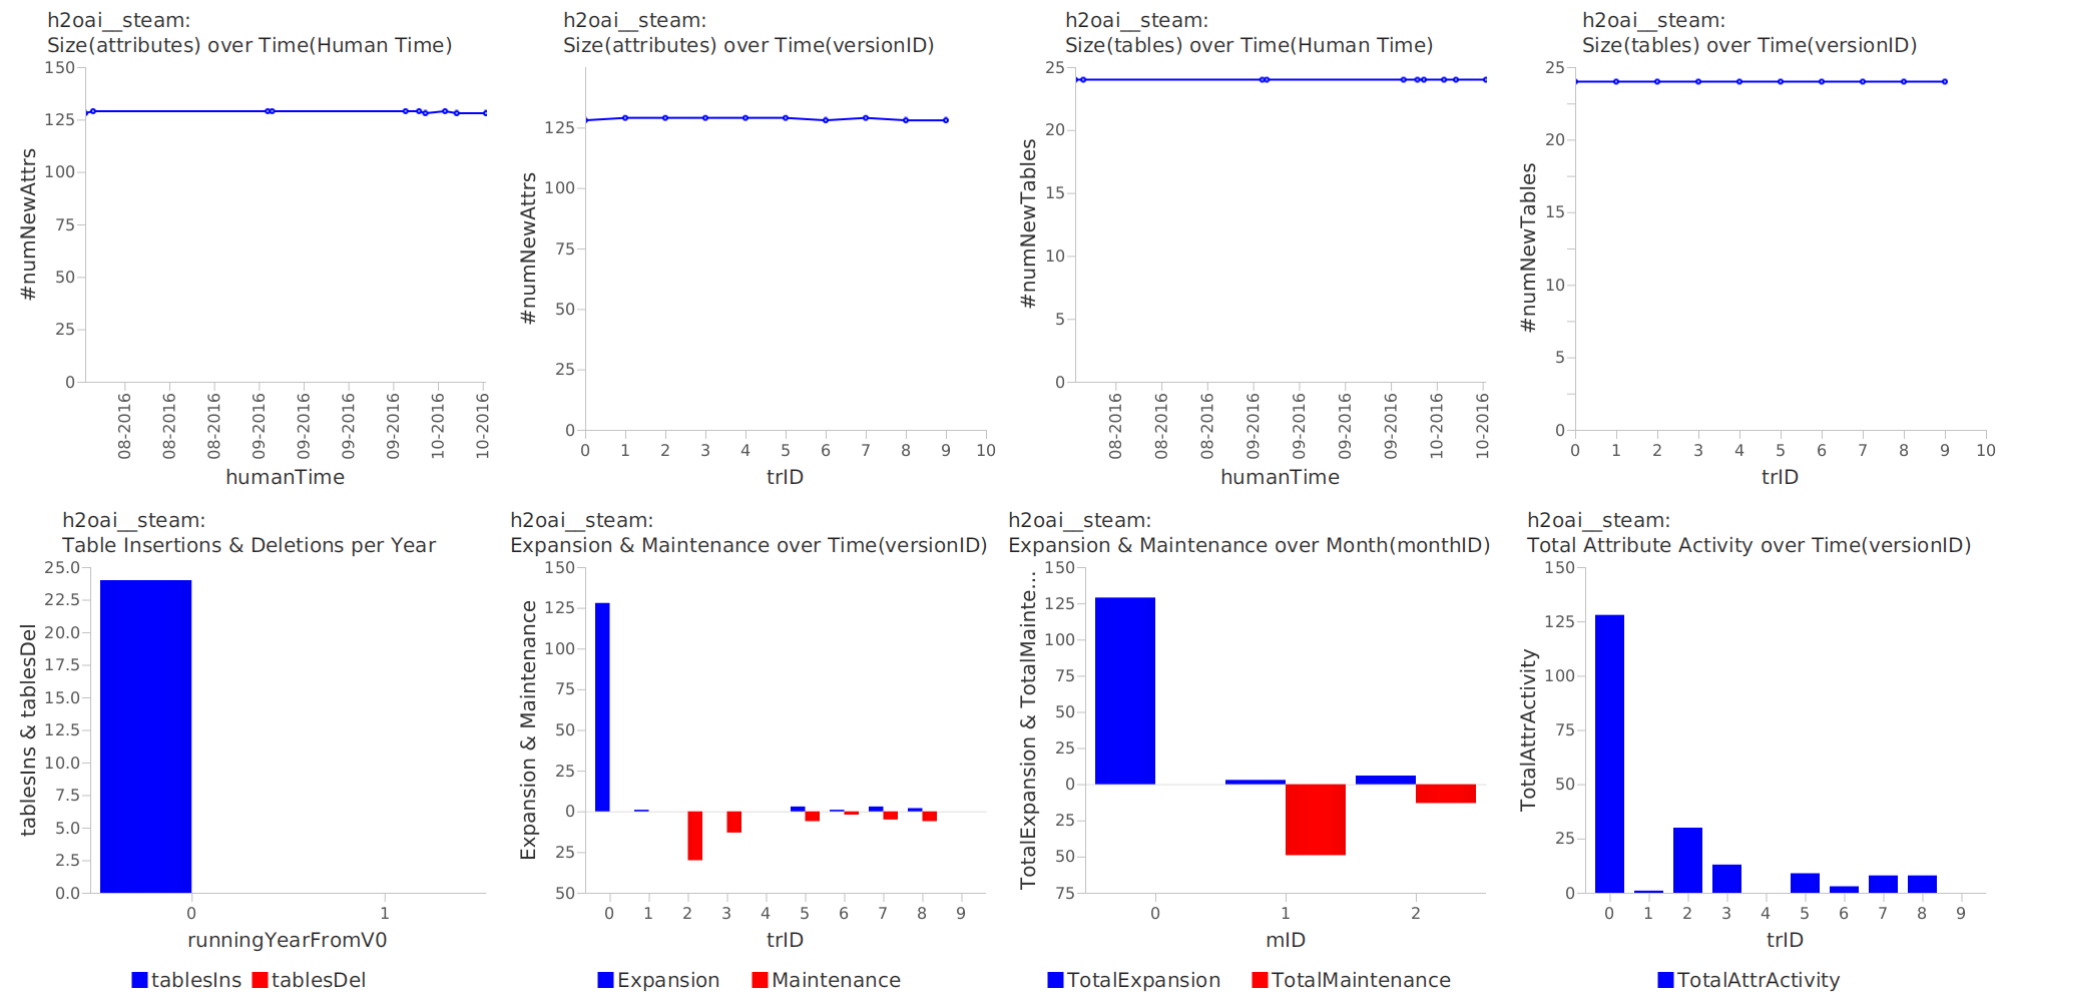 h2oai__steam:
Size(attributes) over Time(Human Time)
150
125
100
75
50
25
0
#numNewAttrs
08-2016
08-2016
08-2016
09-2016
09-2016
09-2016
09-2016
10-2016
10-2016
humanTime
h2oai__steam:
Size(attributes) over Time(versionID)
125
100
75
50
25
0
#numNewAttrs
0 1 2 3 4 5 6 7 8 9 10
trID
h2oai__steam:
Size(tables) over Time(Human Time)
25
20
15
10
5
0
#numNewTables
08-2016
08-2016
08-2016
09-2016
09-2016
09-2016
09-2016
10-2016
10-2016
humanTime
h2oai__steam:
Size(tables) over Time(versionID)
25
20
15
10
5
0
#numNewTables
0 1 2 3 4 5 6 7 8 9 10
trID
h2oai__steam:
Table Insertions & Deletions per Year
25.0
22.5
20.0
17.5
15.0
12.5
10.0
7.5
5.0
2.5
0.0
tablesIns & tablesDel
0 1
runningYearFromV0
tablesIns tablesDel
h2oai__steam:
Expansion & Maintenance over Time(versionID)
150
125
100
75
50
25
0
25
50
Expansion & Maintenance
0 1 2 3 4 5 6 7 8 9
trID
Expansion Maintenance
h2oai__steam:
Expansion & Maintenance over Month(monthID)
150
125
100
75
50
25
0
25
50
75
TotalExpansion & TotalMainte...
0 1 2
mID
TotalExpansion TotalMaintenance
h2oai__steam:
Total Attribute Activity over Time(versionID)
150
125
100
75
50
25
0
TotalAttrActivity
0 1 2 3 4 5 6 7 8 9
trID
TotalAttrActivity